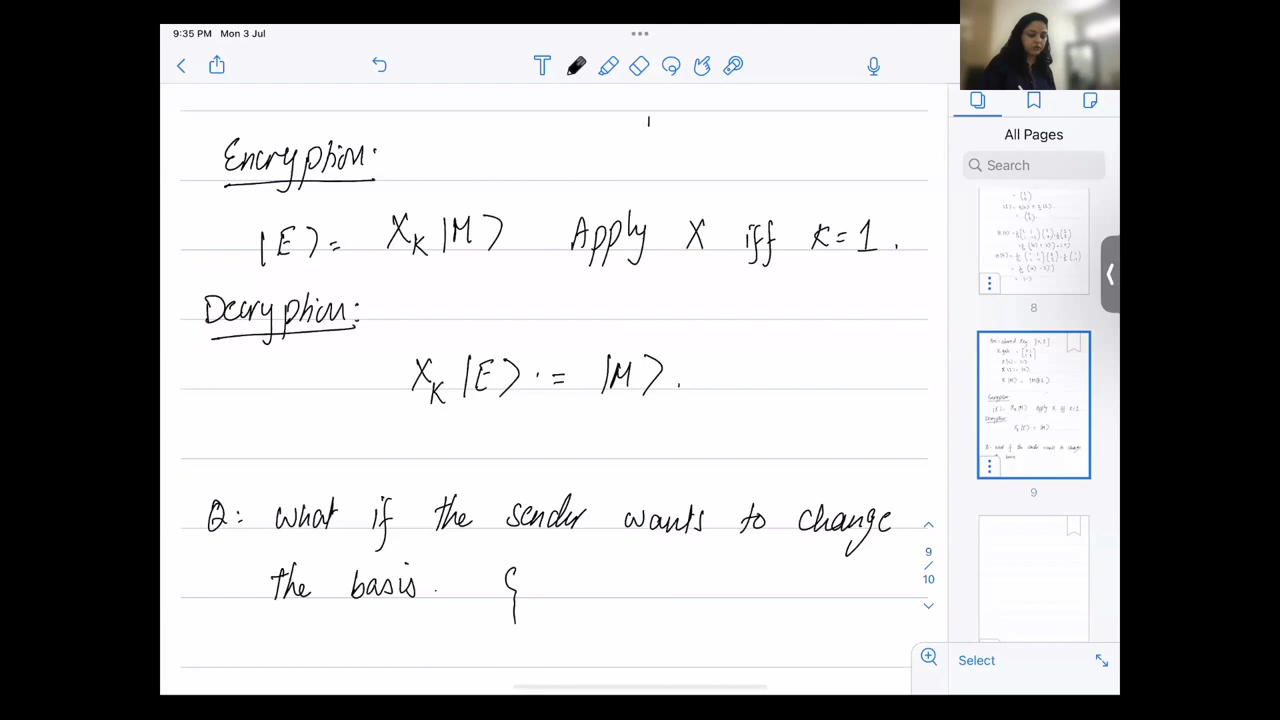 9:35 PM Mon 3 Jul
All Pages
Search
Encryption:
|E⟩ = X_K |M⟩ Apply X iff K=1.
Decryption:
X_K |E⟩ = |M⟩.
Q: What if the sender wants to change
the basis. {
8
9
9
/
10
Select